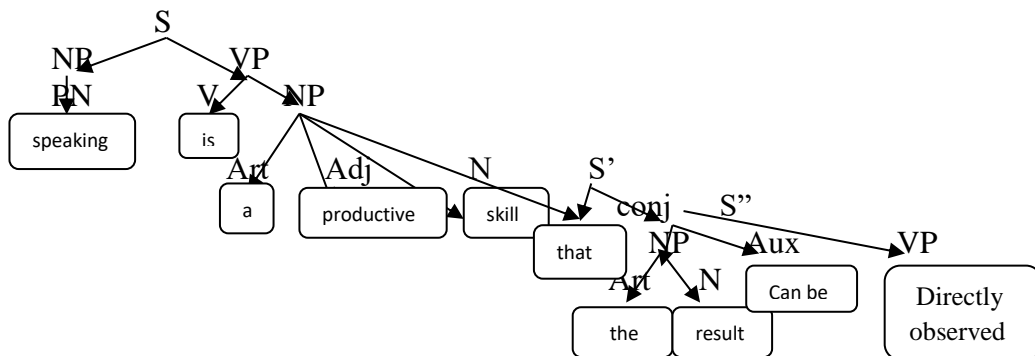 S
NP VP
PN V NP
speaking is
Art Adj N S’
a productive skill conj S’’
that NP Aux VP
Art N Can be Directly
the result observed